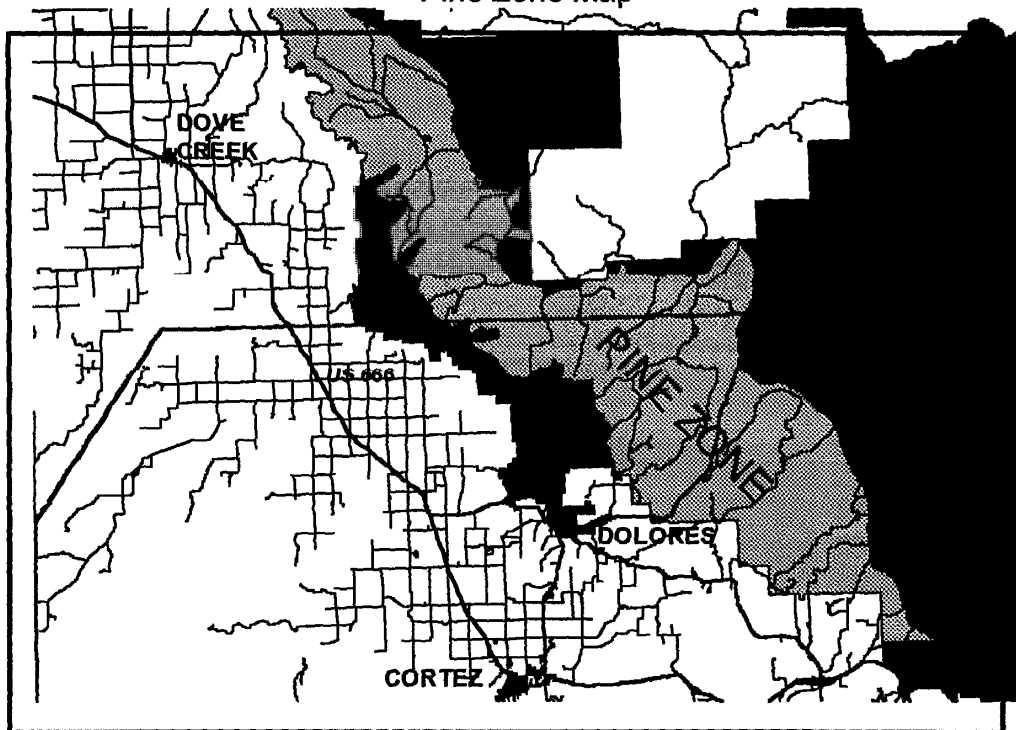 Pine Zone Map
DOVE
CREEK
US 666
PINE ZONE
DOLORES
CORTEZ